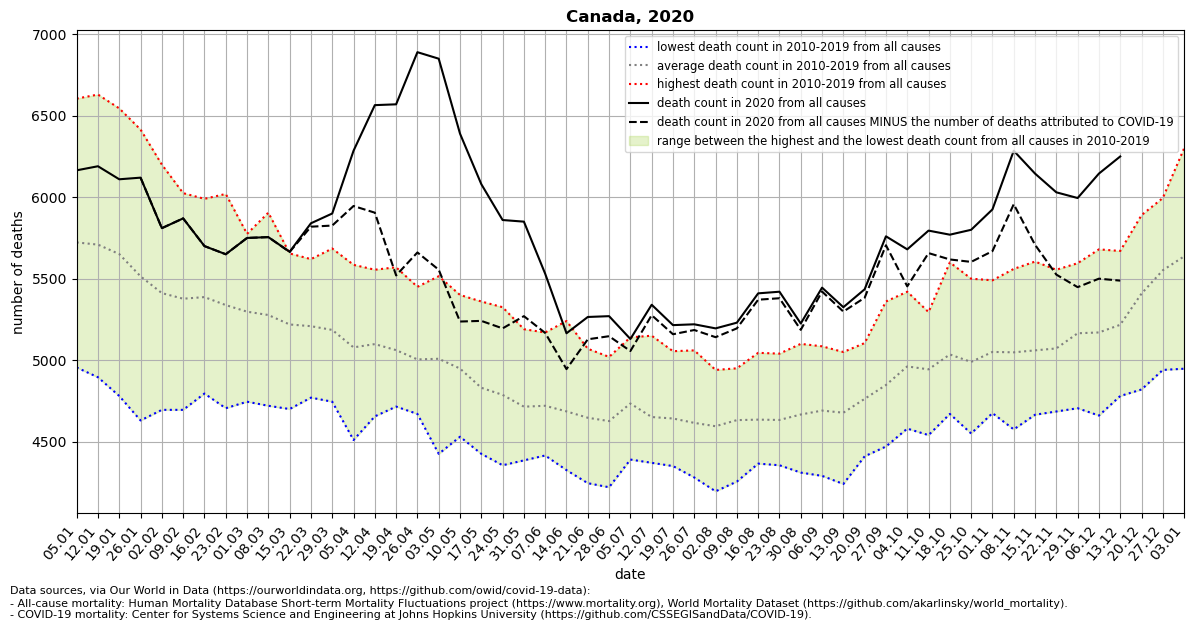 Canada, 2020
7000
6500
6000
5500
5000
4500
number of deaths
lowest death count in 2010-2019 from all causes
average death count in 2010-2019 from all causes
highest death count in 2010-2019 from all causes
death count in 2020 from all causes
death count in 2020 from all causes MINUS the number of deaths attributed to COVID-19
range between the highest and the lowest death count from all causes in 2010-2019
05.01 12.01 19.01 26.01 02.02 09.02 16.02 23.02 01.03 08.03 15.03 22.03 29.03 05.04 12.04 19.04 26.04 03.05 10.05 17.05 24.05 31.05 07.06 14.06 21.06 28.06 05.07 12.07 19.07 26.07 02.08 09.08 16.08 23.08 30.08 06.09 13.09 20.09 27.09 04.10 11.10 18.10 25.10 01.11 08.11 15.11 22.11 29.11 06.12 13.12 20.12 27.12 03.01
date
Data sources, via Our World in Data (https://ourworldindata.org, https://github.com/owid/covid-19-data):
- All-cause mortality: Human Mortality Database Short-term Mortality Fluctuations project (https://www.mortality.org), World Mortality Dataset (https://github.com/akarlinsky/world_mortality).
- COVID-19 mortality: Center for Systems Science and Engineering at Johns Hopkins University (https://github.com/CSSEGISandData/COVID-19).